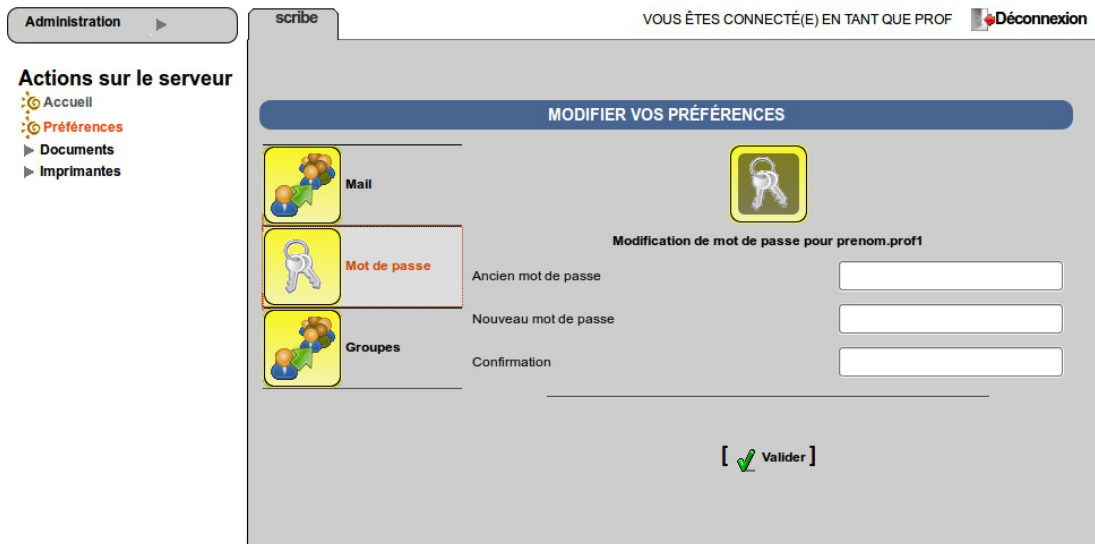 Administration
scribe
VOUS ÊTES CONNECTÉ(E) EN TANT QUE PROF
Déconnexion
Actions sur le serveur
Accueil
Préférences
Documents
Imprimantes
MODIFIER VOS PRÉFÉRENCES
Mail
Mot de passe
Groupes
Modification de mot de passe pour prenom.prof1
Ancien mot de passe
Nouveau mot de passe
Confirmation
[ Valider ]